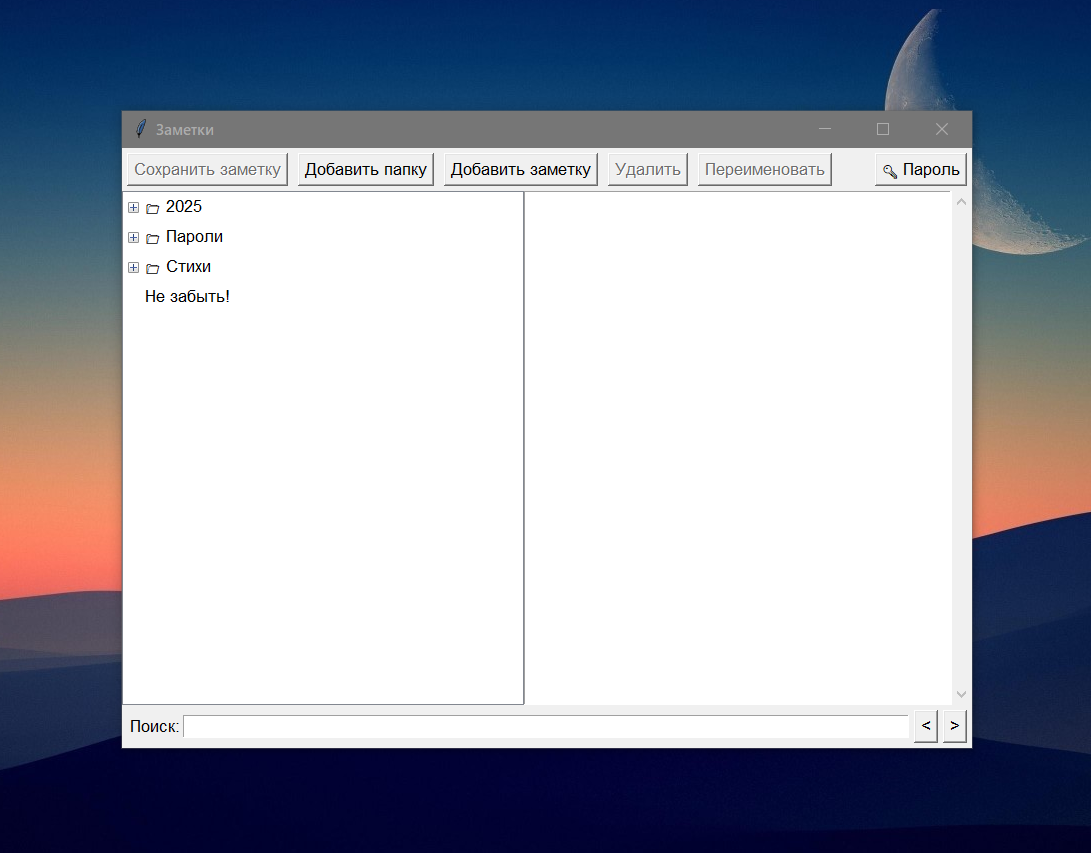 Заметки
Сохранить заметку Добавить папку Добавить заметку Удалить Переименовать Пароль
2025
Пароли
Стихи
Не забыть!
Поиск: < >